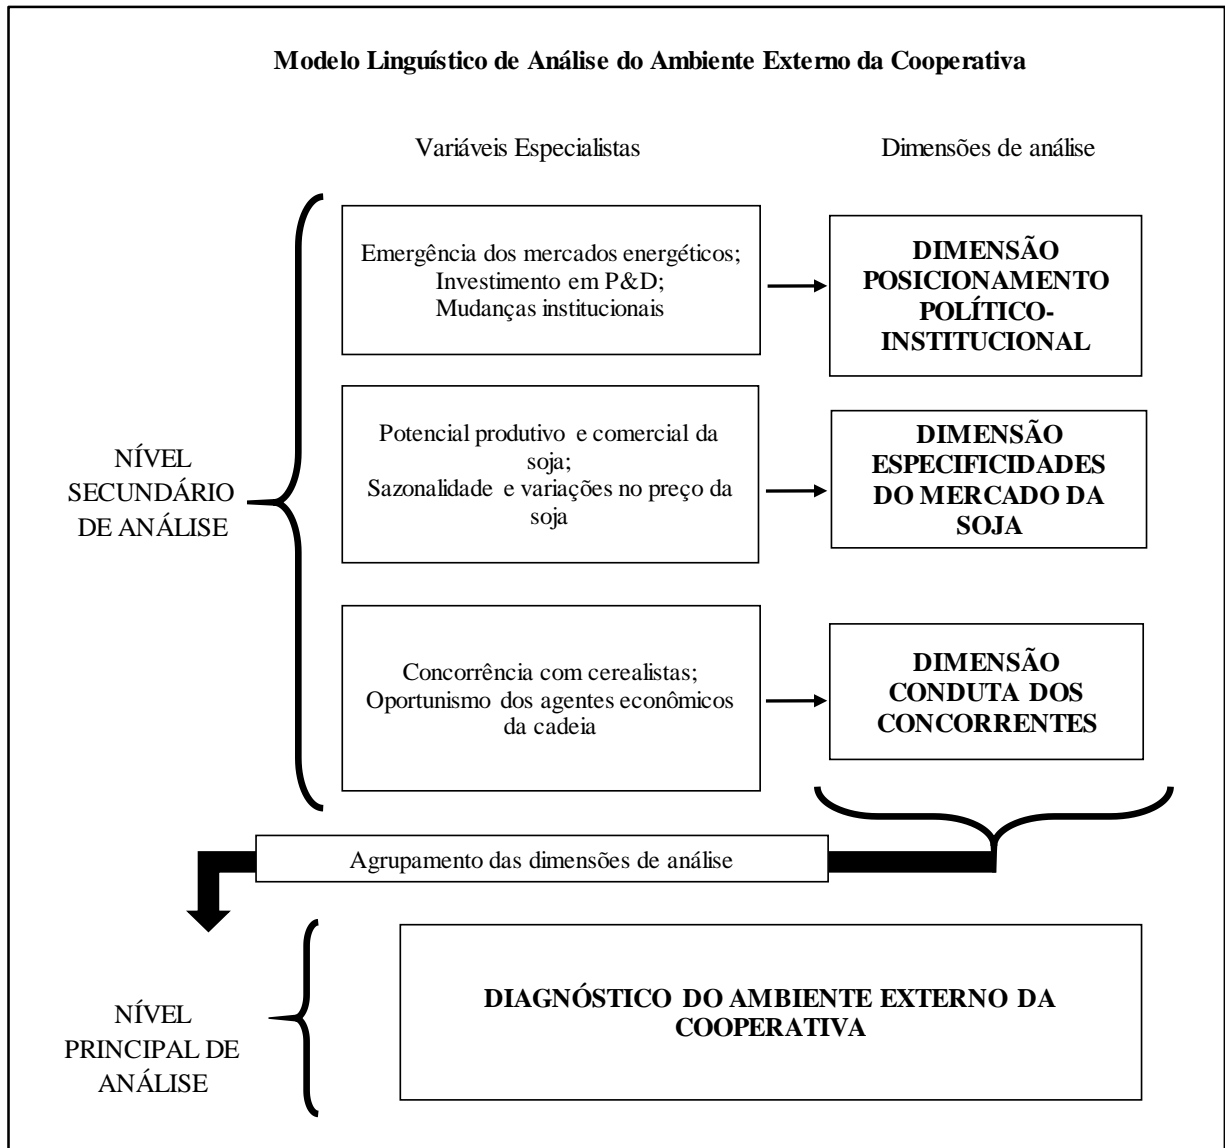 Modelo Linguístico de Análise do Ambiente Externo da Cooperativa
Variáveis Especialistas
Dimensões de análise
NÍVEL
SECUNDÁRIO
DE ANÁLISE
Emergência dos mercados energéticos;
Investimento em P&D;
Mudanças institucionais
DIMENSÃO
POSICIONAMENTO
POLÍTICO-
INSTITUCIONAL
Potencial produtivo e comercial da
soja;
Sazonalidade e variações no preço da
soja
DIMENSÃO
ESPECIFICIDADES
DO MERCADO DA
SOJA
Concorrência com cerealistas;
Oportunismo dos agentes econômicos
da cadeia
DIMENSÃO
CONDUTA DOS
CONCORRENTES
Agrupamento das dimensões de análise
NÍVEL
PRINCIPAL DE
ANÁLISE
DIAGNÓSTICO DO AMBIENTE EXTERNO DA
COOPERATIVA